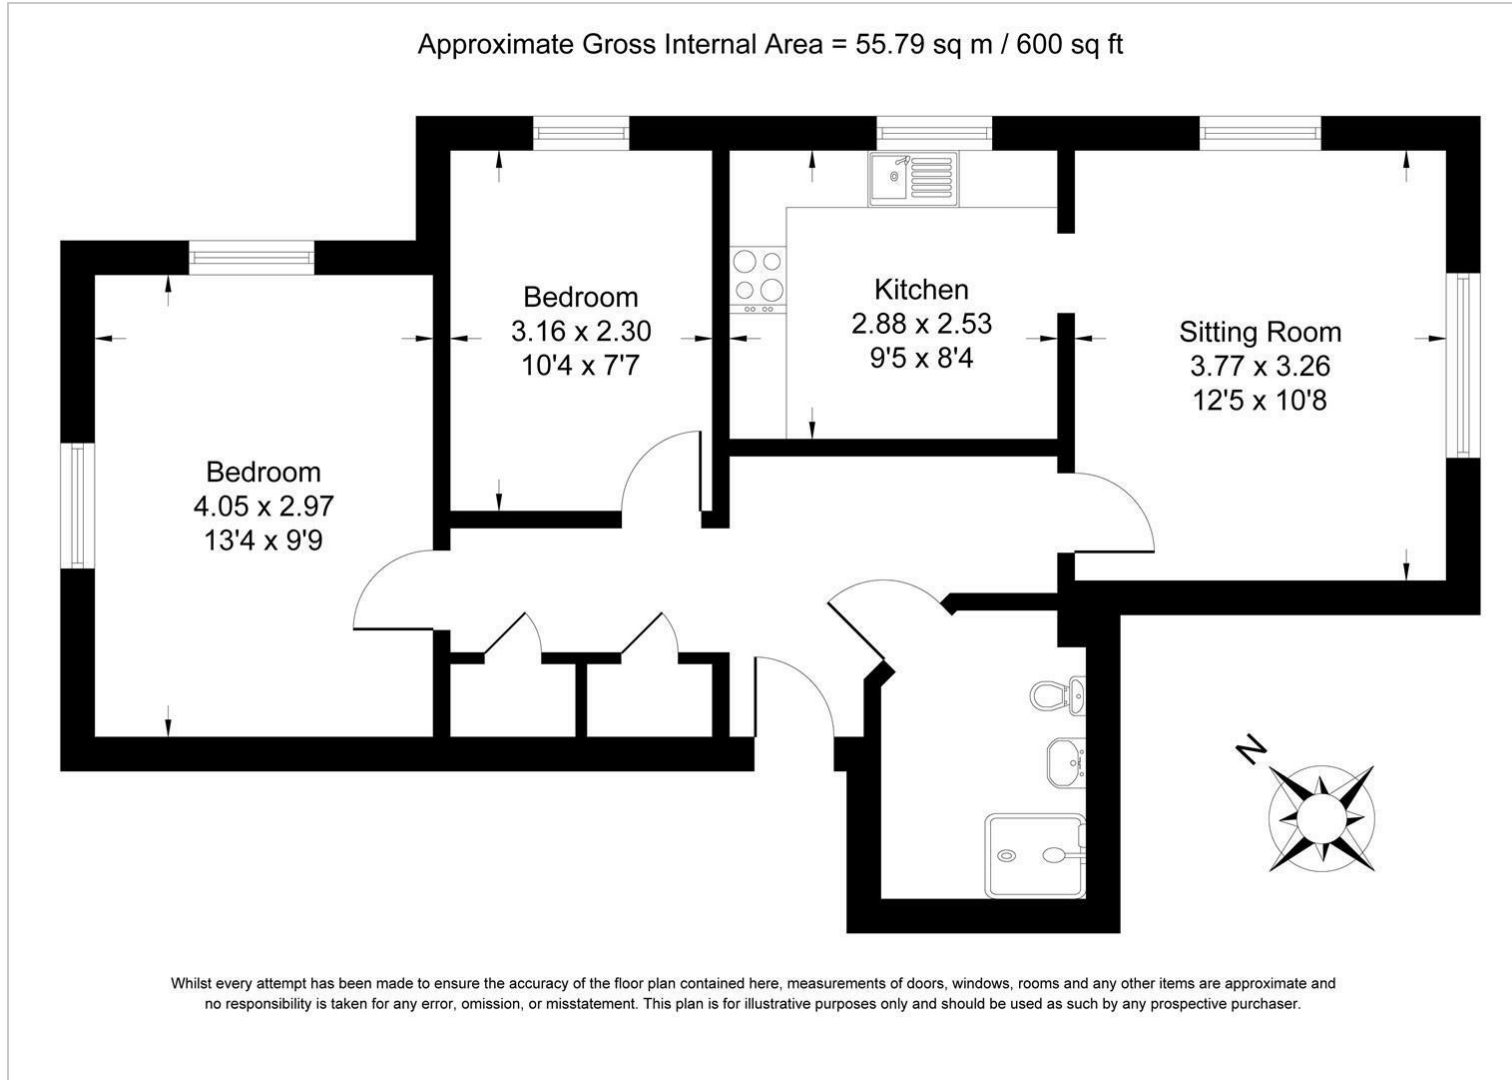 Approximate Gross Internal Area = 55.79 sq m / 600 sq ft
Bedroom
3.16 x 2.30
10'4 x 7'7
Kitchen
2.88 x 2.53
9'5 x 8'4
Sitting Room
3.77 x 3.26
12'5 x 10'8
Bedroom
4.05 x 2.97
13'4 x 9'9
N
Whilst every attempt has been made to ensure the accuracy of the floor plan contained here, measurements of doors, windows, rooms and any other items are approximate and
no responsibility is taken for any error, omission, or misstatement. This plan is for illustrative purposes only and should be used as such by any prospective purchaser.